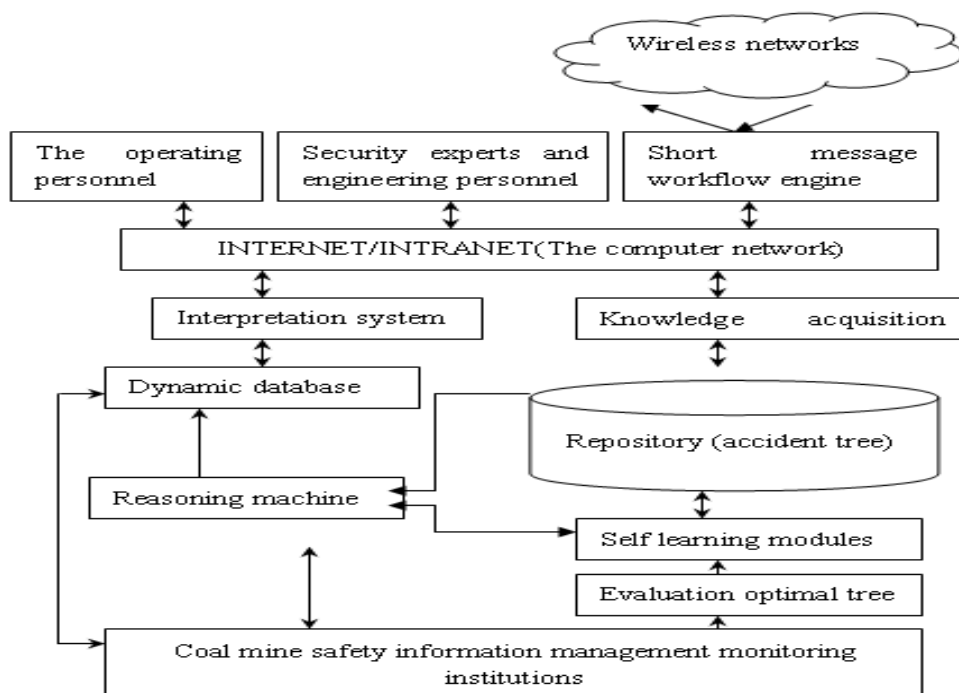 Wireless networks
The operating
personnel
Security experts and
engineering personnel
Short message
workflow engine
INTERNET/INTRANET(The computer network)
Interpretation system
Knowledge acquisition
Dynamic database
Repository (accident tree)
Reasoning machine
Self learning modules
Evaluation optimal tree
Coal mine safety information management monitoring
institutions